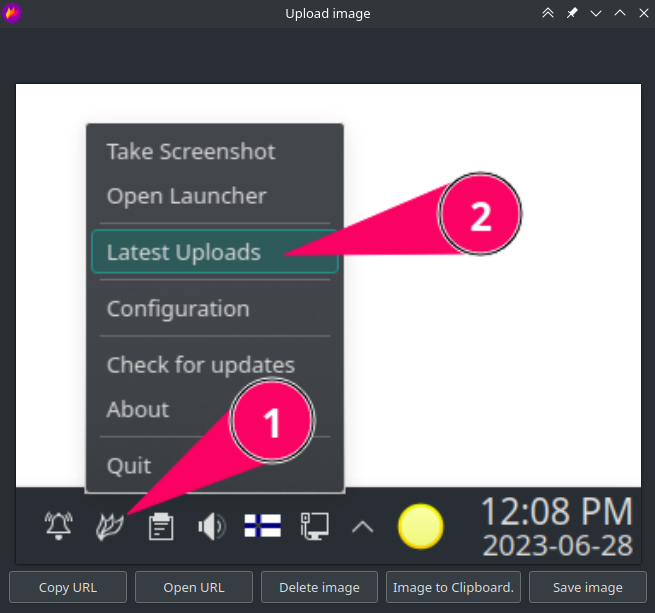 Upload image
Take Screenshot
Open Launcher
Latest Uploads
2
Configuration
Check for updates
About
1
Quit
12:08 PM
2023-06-28
Copy URL
Open URL
Delete image
Image to Clipboard.
Save image